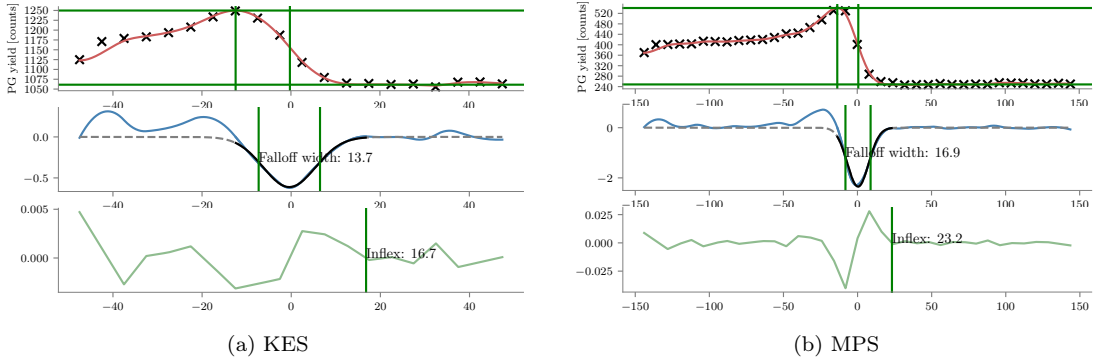 PG yield [counts]
1250
1225
1200
1175
1150
1125
1100
1075
1050
−40 −20 0 20 40
0.0
−0.5
Falloff width: 13.7
−40 −20 0 20 40
0.005
0.000
Inflex: 16.7
−40 −20 0 20 40
(a) KES
PG yield [counts]
520
480
440
400
360
320
280
240
−150 −100 −50 0 50 100 150
0
−2
Falloff width: 16.9
−150 −100 −50 0 50 100 150
0.025
0.000
−0.025
Inflex: 23.2
−150 −100 −50 0 50 100 150
(b) MPS